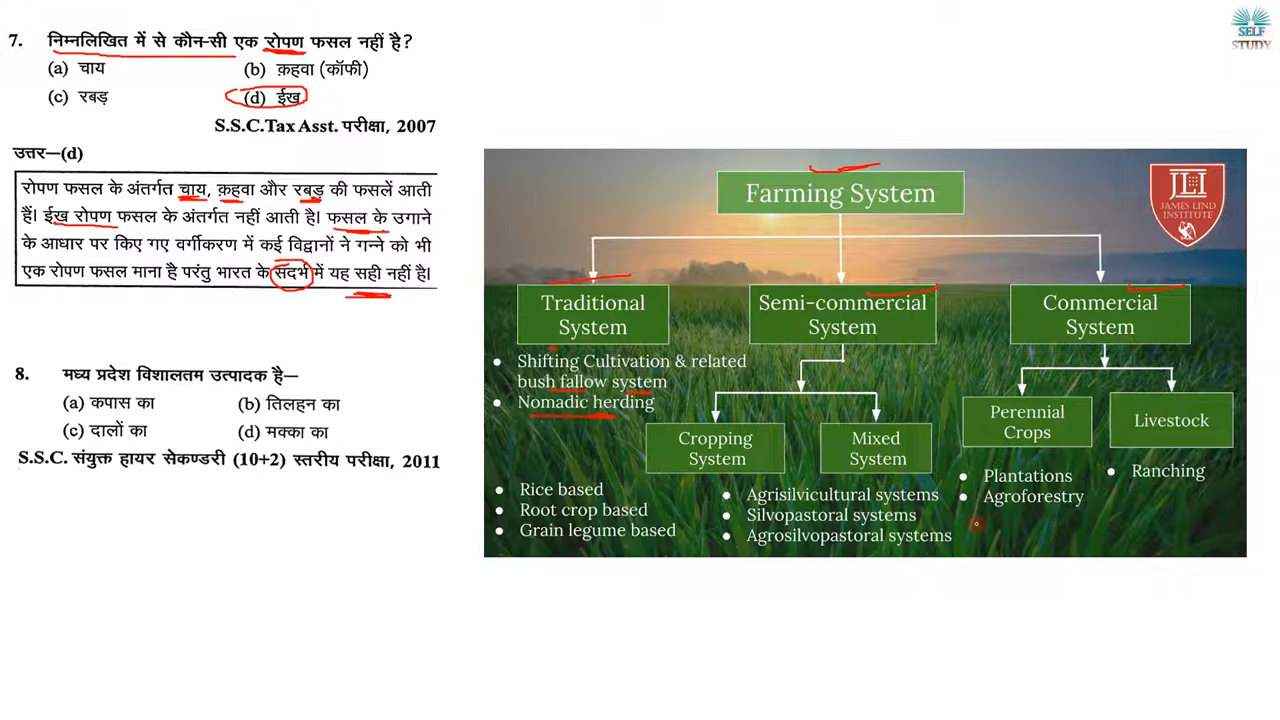 7. निम्नलिखित में से कौन-सी एक रोपण फसल नहीं है?
(a) चाय (b) क़हवा (कॉफी)
(c) रबड़ (d) ईख
S.S.C.Tax Asst. परीक्षा, 2007
उत्तर—(d)
रोपण फसल के अंतर्गत चाय, क़हवा और रबड़ की फसलें आती
हैं। ईख रोपण फसल के अंतर्गत नहीं आती है। फसल के उगाने
के आधार पर किए गए वर्गीकरण में कई विद्वानों ने गन्ने को भी
एक रोपण फसल माना है परंतु भारत के संदर्भ में यह सही नहीं है।
8. मध्य प्रदेश विशालतम उत्पादक है—
(a) कपास का (b) तिलहन का
(c) दालों का (d) मक्का का
S.S.C. संयुक्त हायर सेकण्डरी (10+2) स्तरीय परीक्षा, 2011
SELF
STUDY
JLI
JAMES LIND
INSTITUTE
Farming System
Traditional
System
Semi-commercial
System
Commercial
System
Shifting Cultivation & related
bush fallow system
Nomadic herding
Cropping
System
Mixed
System
Perennial
Crops
Livestock
Rice based
Root crop based
Grain legume based
Agrisilvicultural systems
Silvopastoral systems
Agrosilvopastoral systems
Plantations
Agroforestry
Ranching